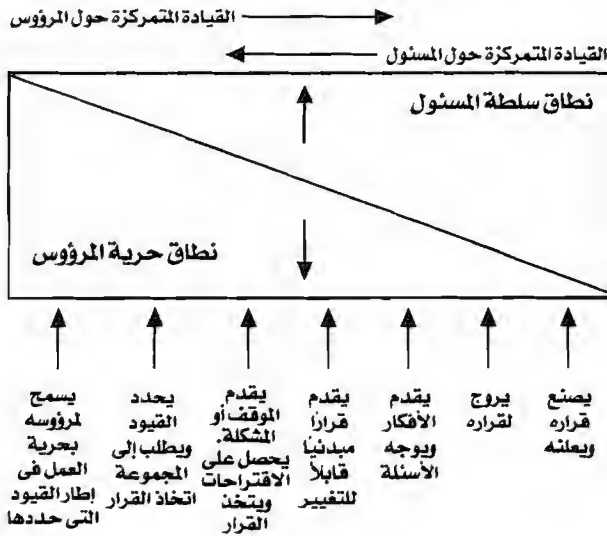 القيادة المتمركزة حول المرؤوس
القيادة المتمركزة حول المسئول
نطاق سلطة المسئول
نطاق حرية المرؤوس
يصنع
قراره
ويعلنه
يروج
لقراره
يقدم
الأفكار
ويوجه
الأسئلة
يقدم
قرارًا
مبدئيًا
قابلاً
للتغيير
يقدم
الموقف أو
المشكلة.
يحصل على
الاقتراحات
ويتخذ
القرار
يحدد
القيود
ويطلب إلى
المجموعة
اتخاذ القرار
يسمح
لمرؤوسه
بحرية
العمل فى
إطار القيود
التى حددها